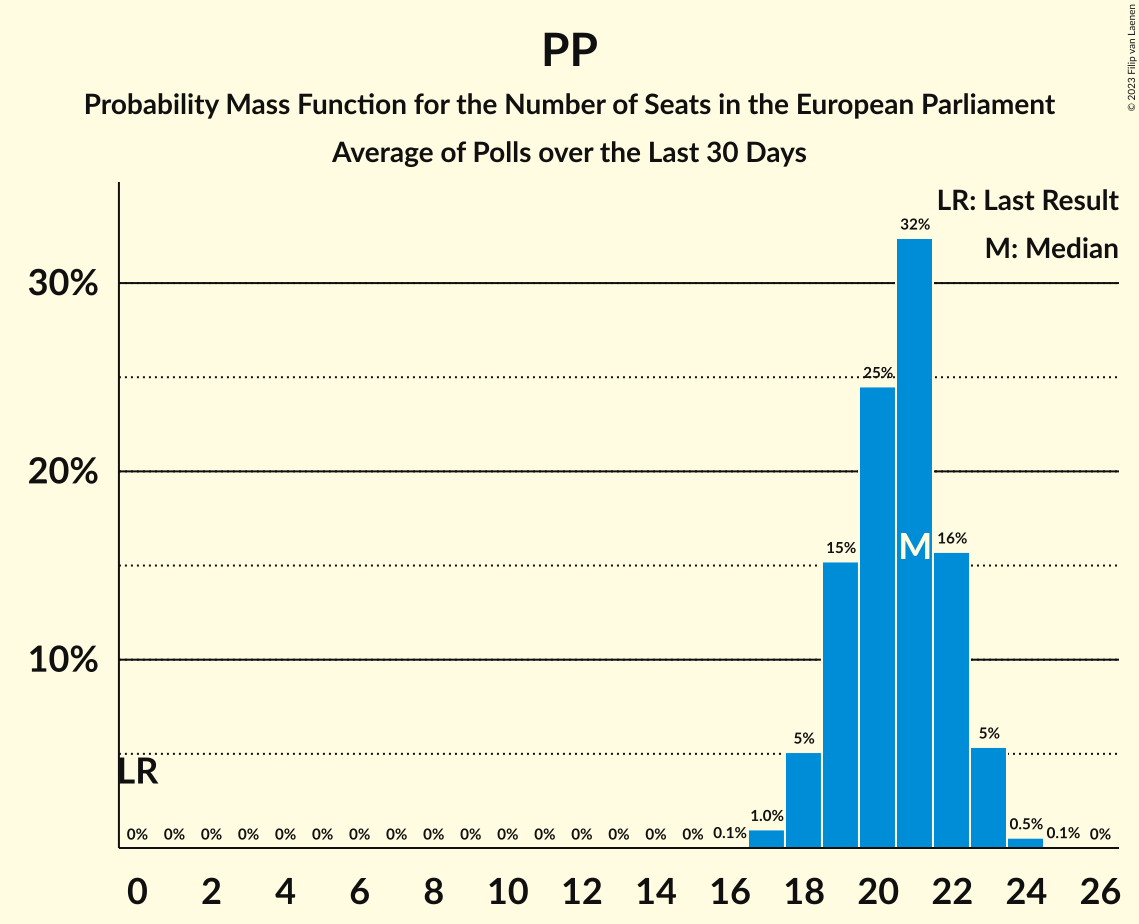 PP
Probability Mass Function for the Number of Seats in the European Parliament
Average of Polls over the Last 30 Days
© 2023 Filip van Laenen
LR: Last Result
M: Median
30%
20%
10%
LR
M
0% 0% 0% 0% 0% 0% 0% 0% 0% 0% 0% 0% 0% 0% 0% 0% 0.1% 1.0% 5% 15% 25% 32% 16% 5% 0.5% 0.1% 0%
0 2 4 6 8 10 12 14 16 18 20 22 24 26